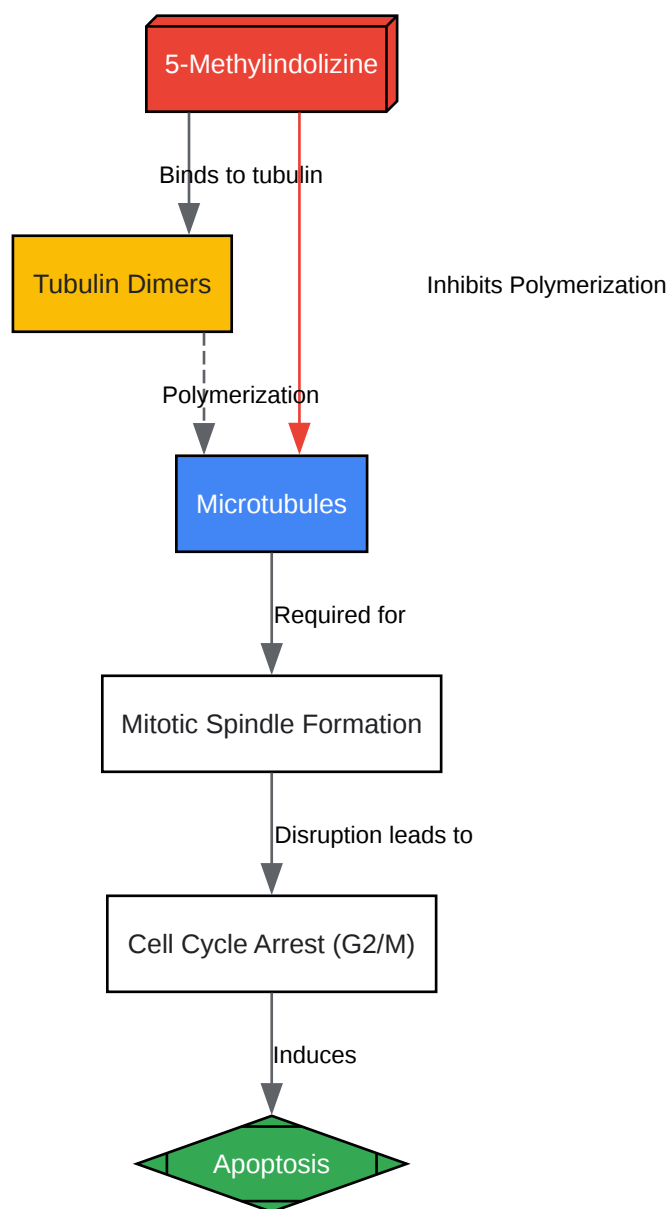 5-Methylindolizine
Binds to tubulin
Tubulin Dimers
Inhibits Polymerization
Polymerization
Microtubules
Required for
Mitotic Spindle Formation
Disruption leads to
Cell Cycle Arrest (G2/M)
Induces
Apoptosis